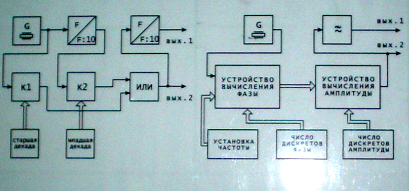 G
F
F:10
F
F:10
вых.1
К1
К2
ИЛИ
вых.2
старшая
декада
младшая
декада
G
≈
вых.1
вых.2
УСТРОЙСТВО
ВЫЧИСЛЕНИЯ
ФАЗЫ
УСТРОЙСТВО
ВЫЧИСЛЕНИЯ
АМПЛИТУДЫ
УСТАНОВКА
ЧАСТОТЫ
ЧИСЛО
ДИСКРЕТОВ
ФАЗЫ
ЧИСЛО
ДИСКРЕТОВ
АМПЛИТУДЫ